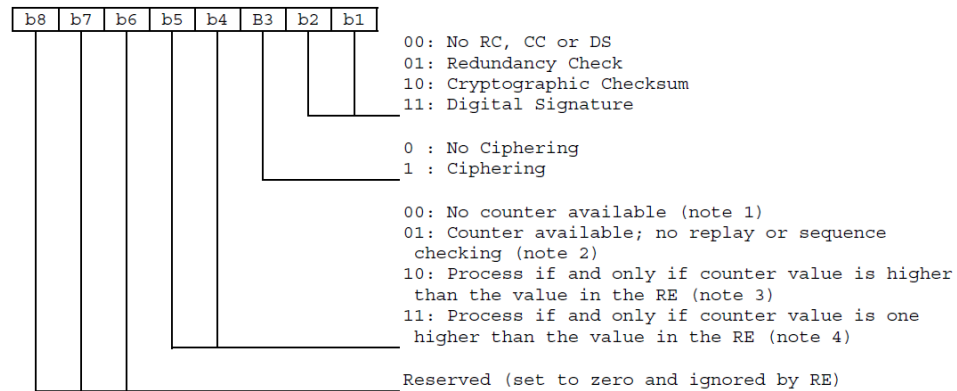 b8 b7 b6 b5 b4 B3 b2 b1
00: No RC, CC or DS
01: Redundancy Check
10: Cryptographic Checksum
11: Digital Signature
0 : No Ciphering
1 : Ciphering
00: No counter available (note 1)
01: Counter available; no replay or sequence
checking (note 2)
10: Process if and only if counter value is higher
than the value in the RE (note 3)
11: Process if and only if counter value is one
higher than the value in the RE (note 4)
Reserved (set to zero and ignored by RE)